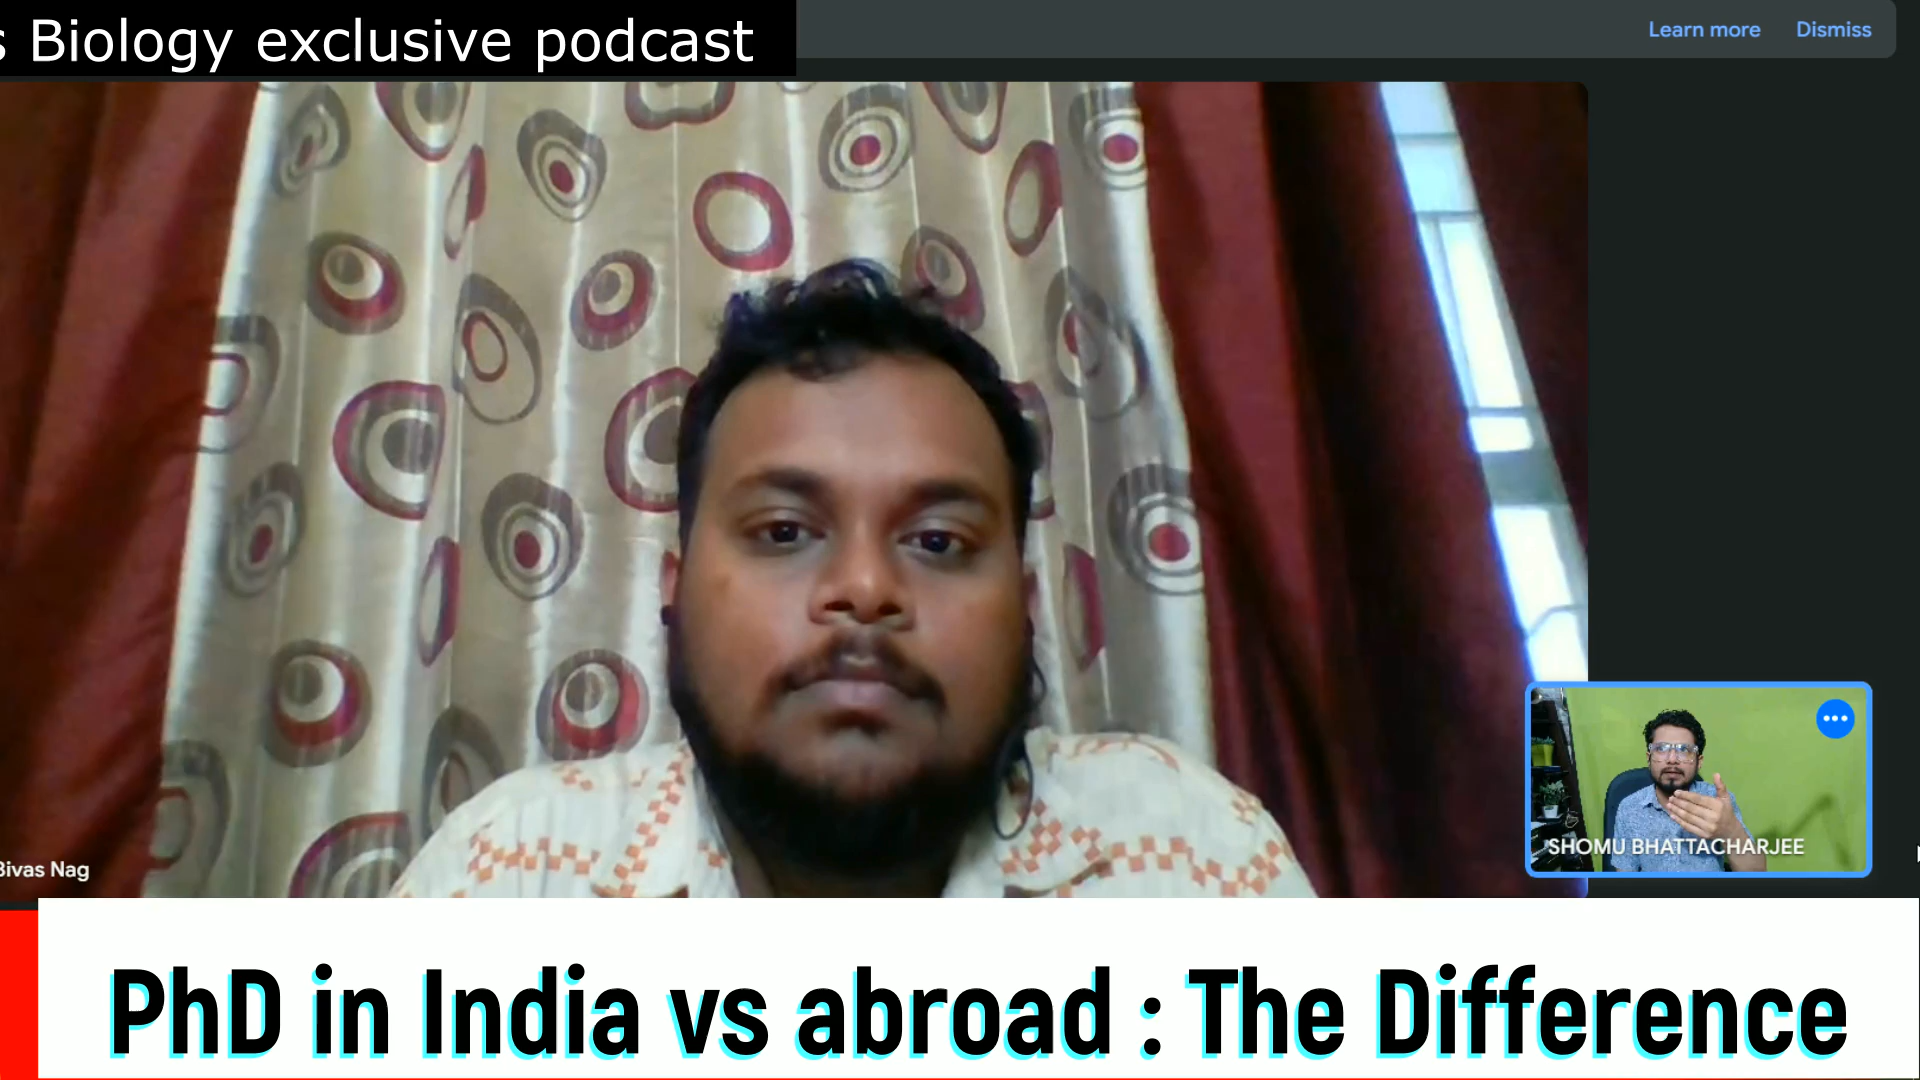 s Biology exclusive podcast
Learn more Dismiss
Bivas Nag
SHOMU BHATTACHARJEE
PhD in India vs abroad : The Difference